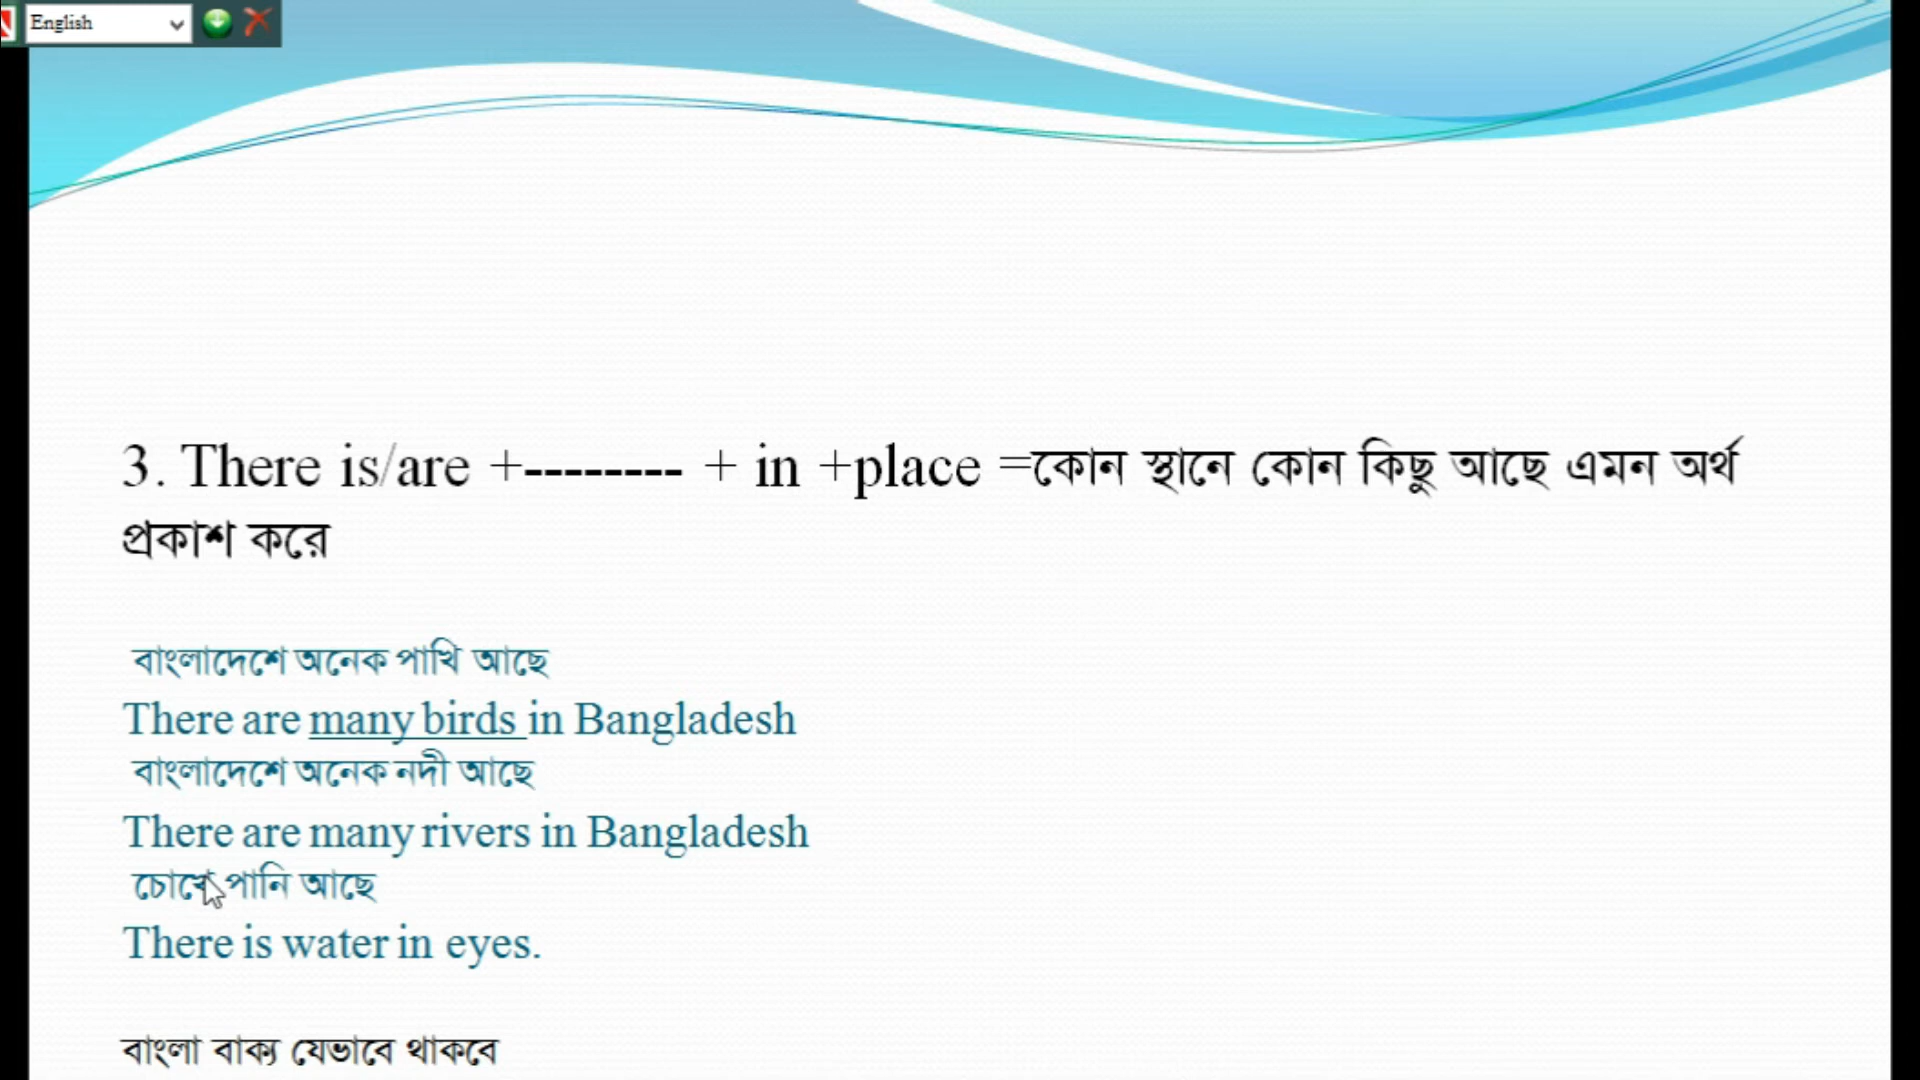 English
3. There is/are +-------- + in +place =কোন স্থানে কোন কিছু আছে এমন অর্থ
প্রকাশ করে
বাংলাদেশে অনেক পাখি আছে
There are many birds in Bangladesh
বাংলাদেশে অনেক নদী আছে
There are many rivers in Bangladesh
চোখে পানি আছে
There is water in eyes.
বাংলা বাক্য যেভাবে থাকবে